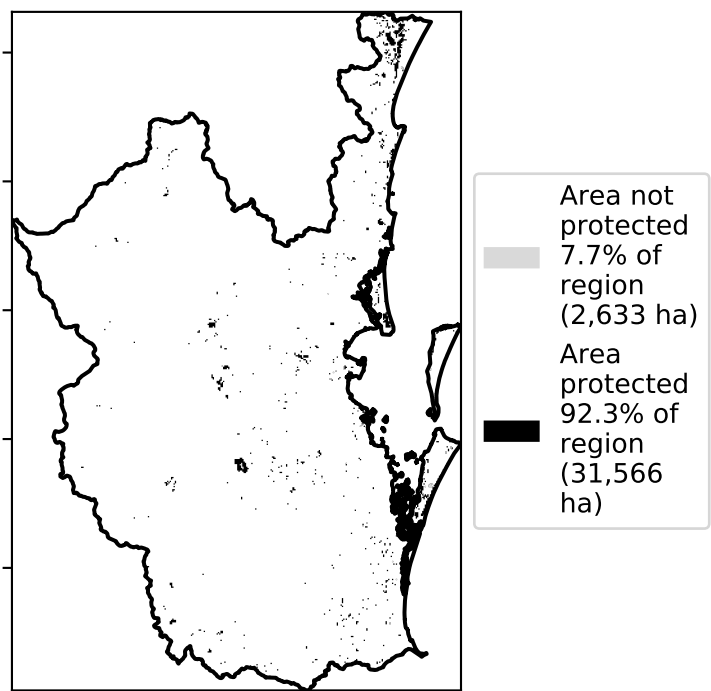 Area not
protected
7.7% of
region
(2,633 ha)
Area
protected
92.3% of
region
(31,566
ha)